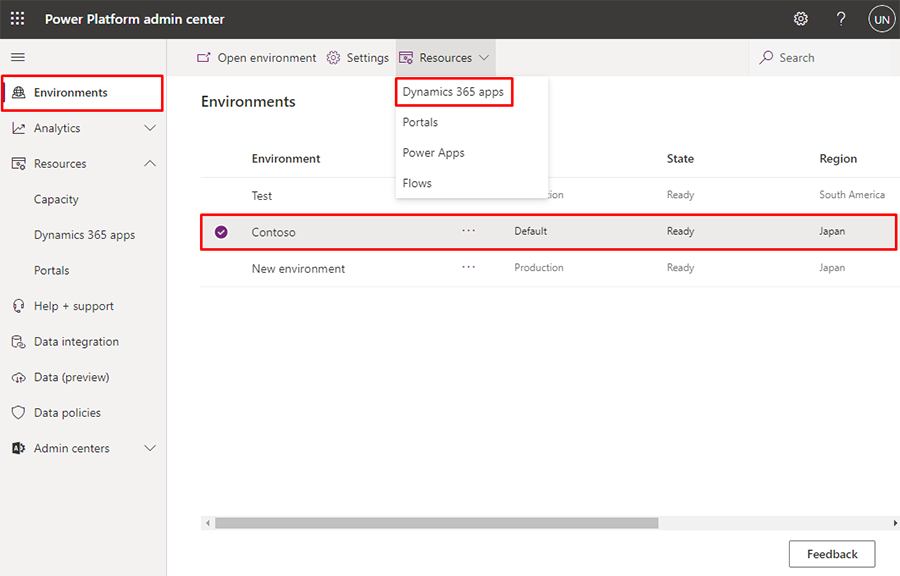 Power Platform admin center
?
UN
Open environment
Settings
Resources
Search
Environments
Analytics
Resources
Capacity
Dynamics 365 apps
Portals
Help + support
Data integration
Data (preview)
Data policies
Admin centers
Dynamics 365 apps
Portals
Power Apps
Flows
Environments
Environment State Region
Test Ready South America
Contoso ... Default Ready Japan
New environment ... Production Ready Japan
Feedback